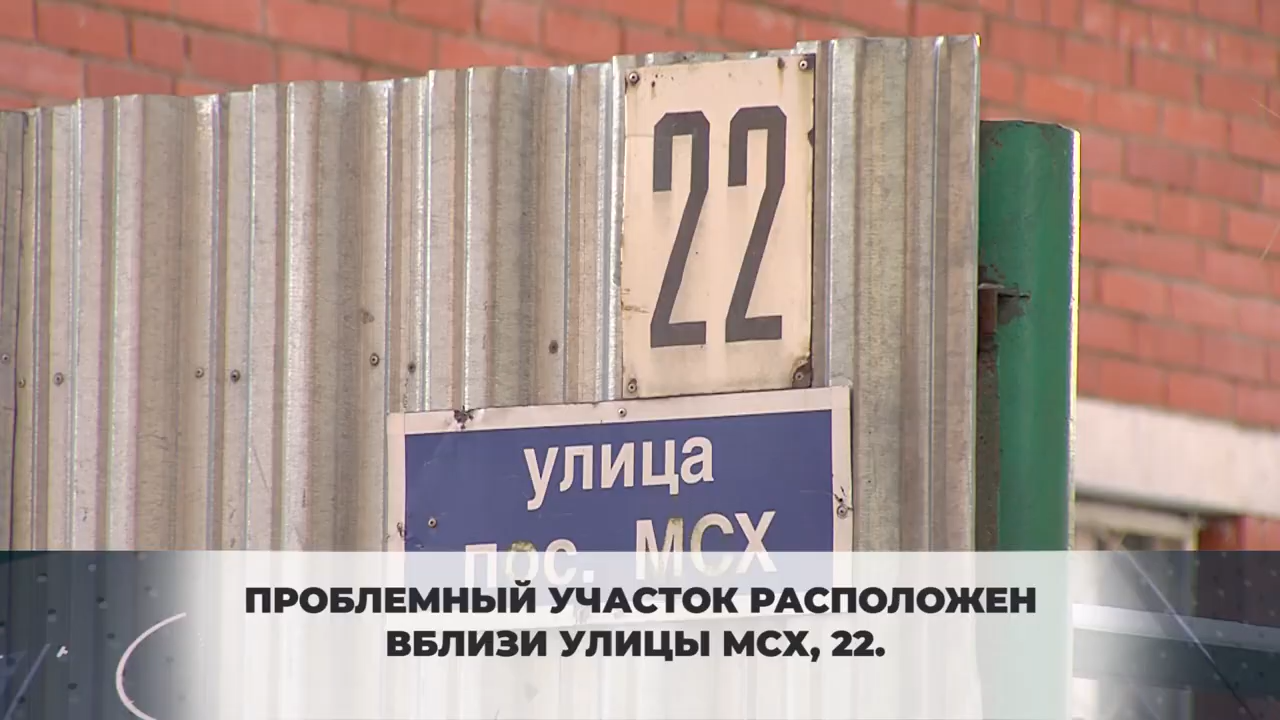 22
улица
пос. МСХ
ПРОБЛЕМНЫЙ УЧАСТОК РАСПОЛОЖЕН
ВБЛИЗИ УЛИЦЫ МСХ, 22.